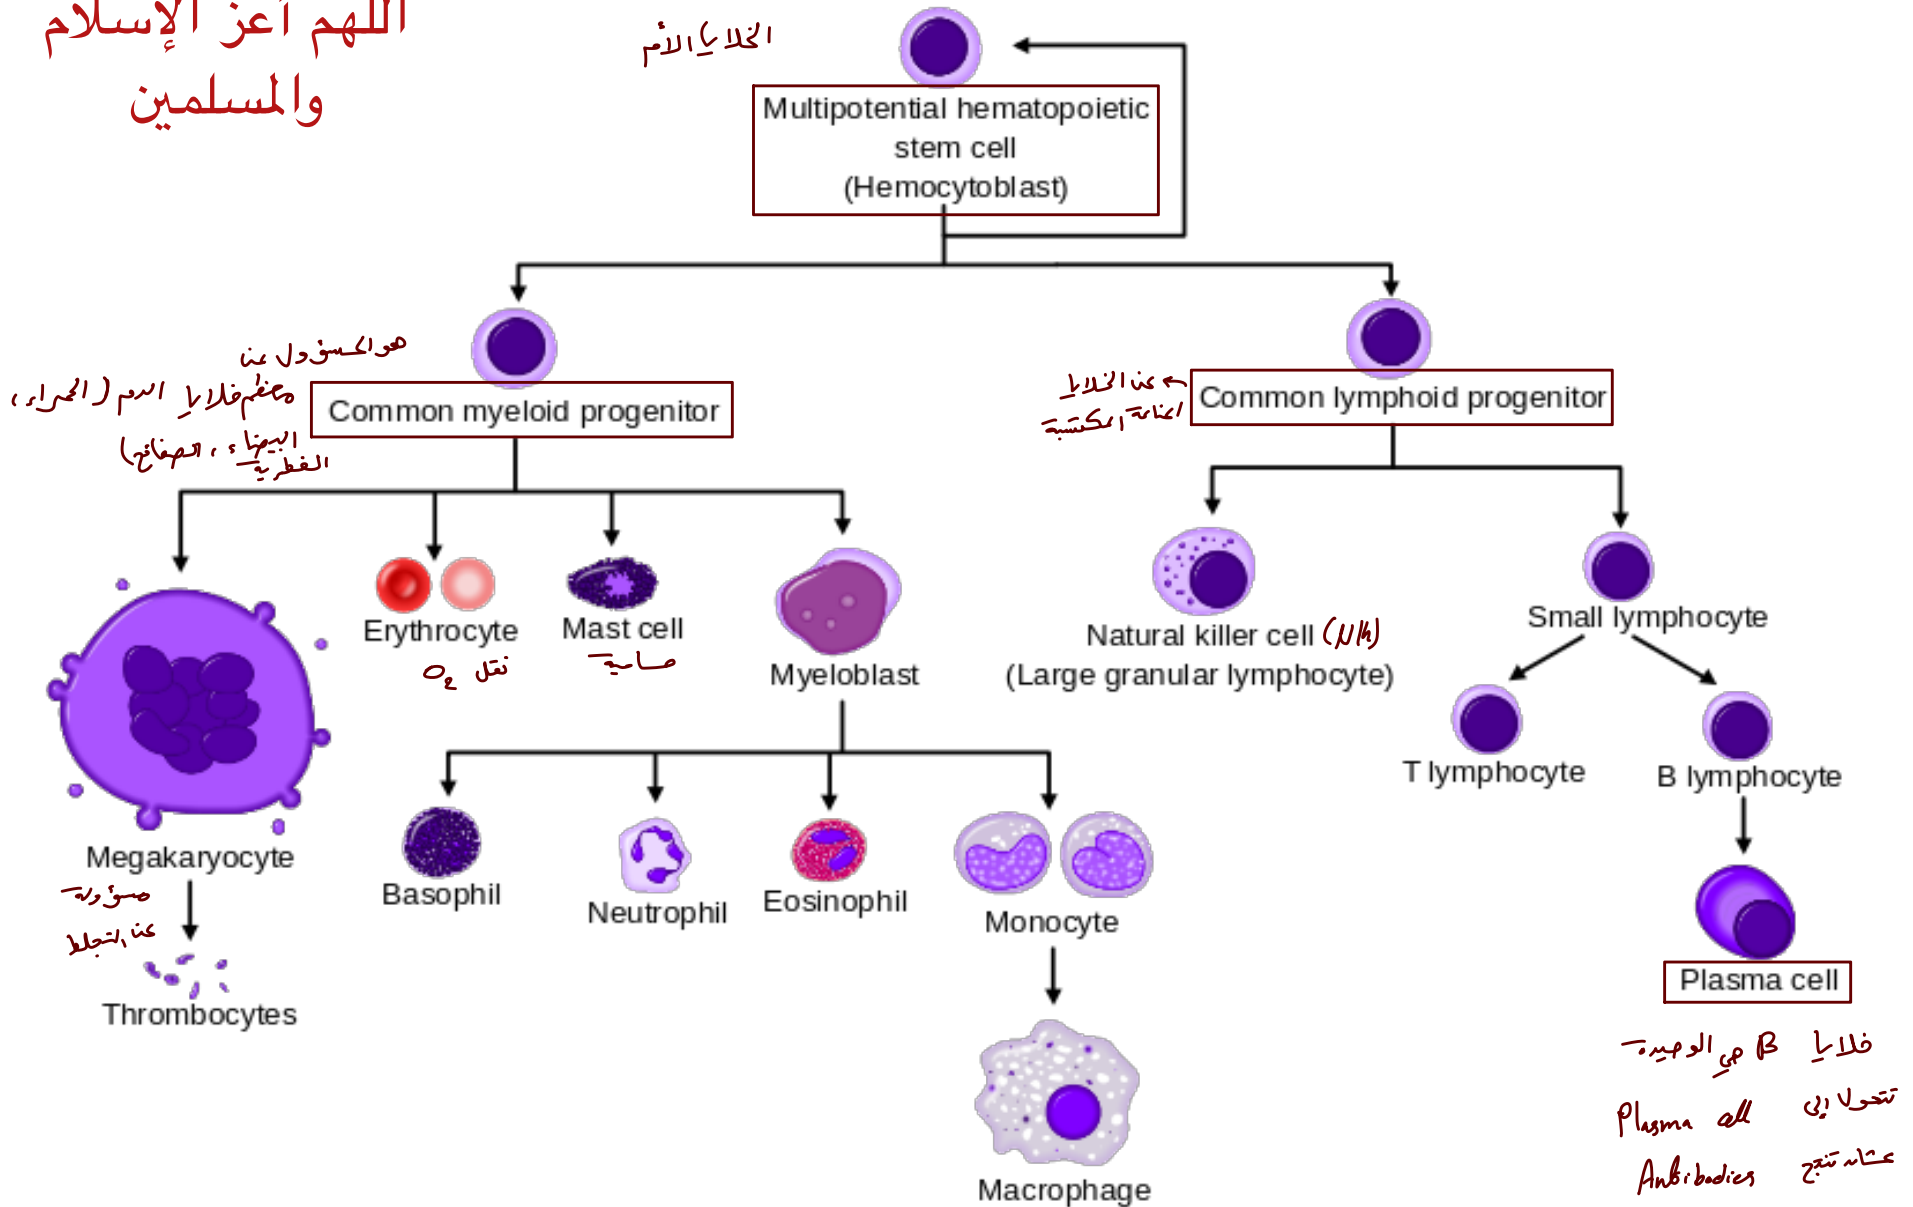 اللهم أعز الإسلام
والمسلمين
الخلايا الأم
Multipotential hematopoietic
stem cell
(Hemocytoblast)
هو المسؤول عن
معظم خلايا الدم (الحمراء،
البيضاء، الصفائح)
الفطرية
Common myeloid progenitor
عن الخلايا
المناعة المكتسبة
Common lymphoid progenitor
Megakaryocyte
مسؤولة
عن التجلط
Thrombocytes
Erythrocyte
نقل O₂
Mast cell
حساسية
Myeloblast
Basophil
Neutrophil
Eosinophil
Monocyte
Macrophage
Natural killer cell (NK)
(Large granular lymphocyte)
Small lymphocyte
T lymphocyte
B lymphocyte
Plasma cell
خلايا B هي الوحيدة
تتحول إلى Plasma cell
عشان تنتج Antibodies